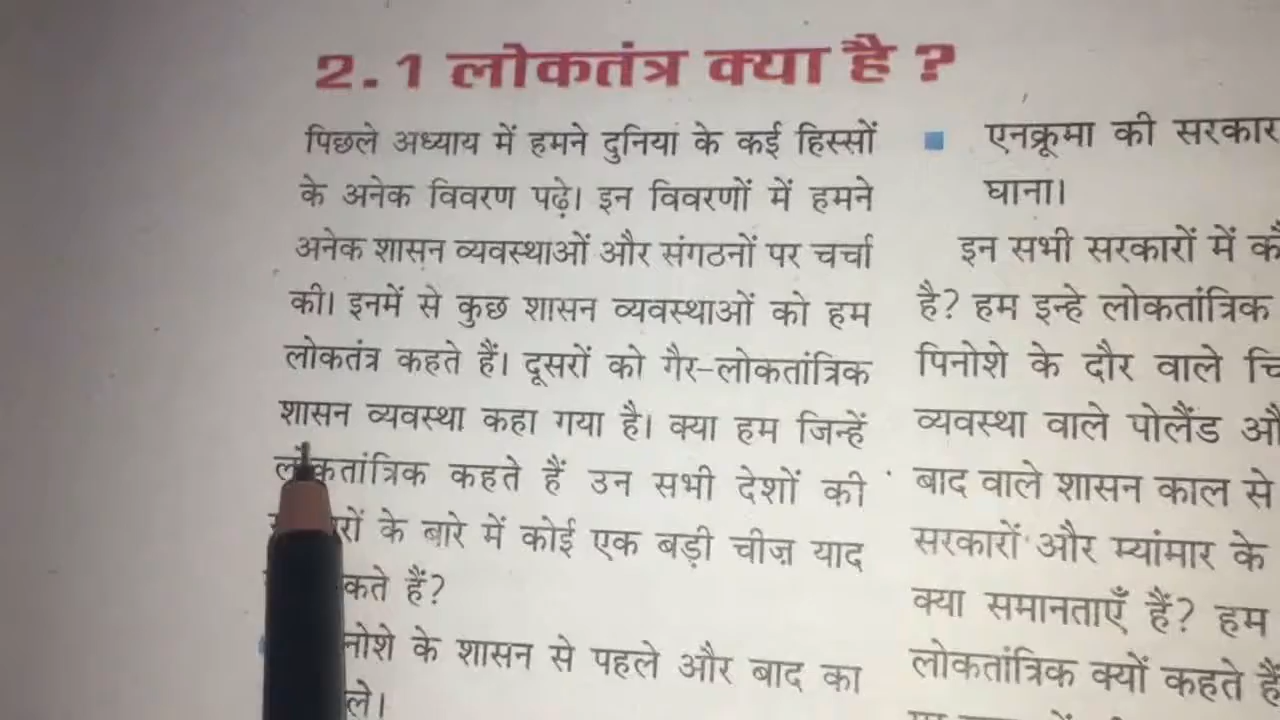 2.1 लोकतंत्र क्या है ?
पिछले अध्याय में हमने दुनिया के कई हिस्सों
के अनेक विवरण पढ़े। इन विवरणों में हमने
अनेक शासन व्यवस्थाओं और संगठनों पर चर्चा
की। इनमें से कुछ शासन व्यवस्थाओं को हम
लोकतंत्र कहते हैं। दूसरों को गैर-लोकतांत्रिक
शासन व्यवस्था कहा गया है। क्या हम जिन्हें
लोकतांत्रिक कहते हैं उन सभी देशों की
के बारे में कोई एक बड़ी चीज़ याद
हैं?
के शासन से पहले और बाद का
एनक्रूमा की सरकार
घाना।
इन सभी सरकारों में
है? हम इन्हे लोकतांत्रिक
पिनोशे के दौर वाले
व्यवस्था वाले पोलैंड
बाद वाले शासन काल से
सरकारों और म्यांमार के
क्या समानताएँ हैं? हम
लोकतांत्रिक क्यों कहते हैं